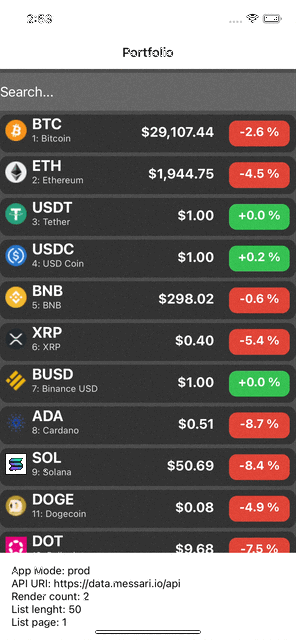 2:53
Portfolio
Search...
BTC
1: Bitcoin
$29,107.44
-2.6 %
ETH
2: Ethereum
$1,944.75
-4.5 %
USDT
3: Tether
$1.00
+0.0 %
USDC
4: USD Coin
$1.00
+0.2 %
BNB
5: BNB
$298.02
-0.6 %
XRP
6: XRP
$0.40
-5.4 %
BUSD
7: Binance USD
$1.00
+0.0 %
ADA
8: Cardano
$0.51
-8.7 %
SOL
9: Solana
$50.69
-8.4 %
DOGE
11: Dogecoin
$0.08
-4.9 %
DOT
$9.68
-7.5 %
App Mode: prod
API URI: https://data.messari.io/api
Render count: 2
List lenght: 50
List page: 1